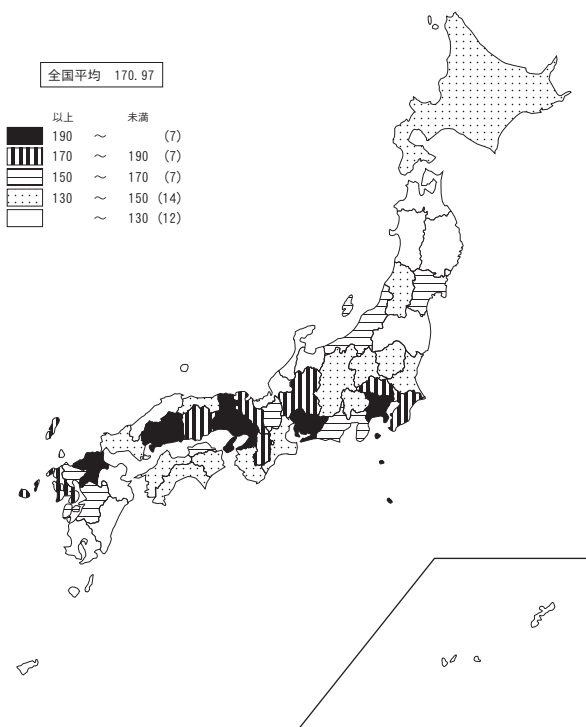 全国平均 170.97
以上 未満
190 ～ (7)
170 ～ 190 (7)
150 ～ 170 (7)
130 ～ 150 (14)
～ 130 (12)